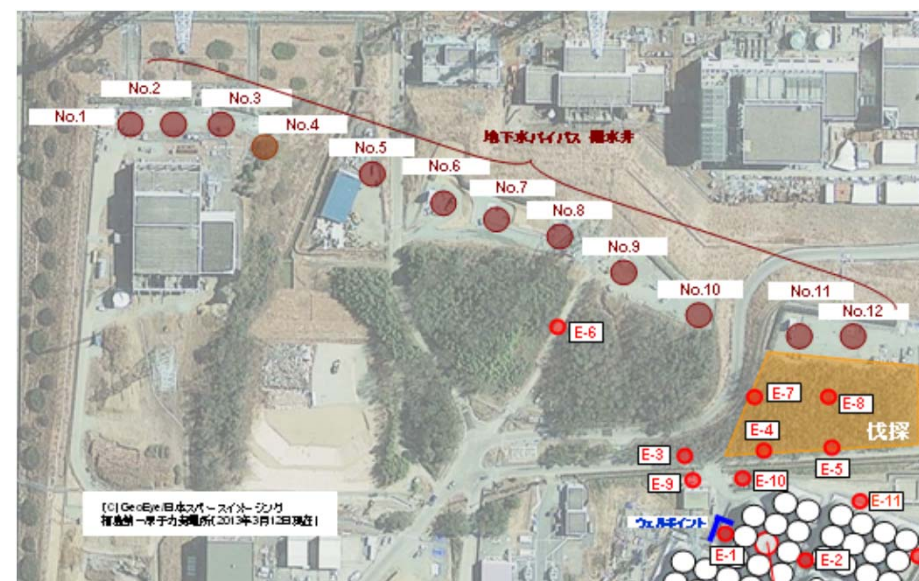 No.1
No.2
No.3
No.4
No.5
No.6
No.7
No.8
No.9
No.10
No.11
No.12
地下水バイパス 揚水井
E-6
E-7
E-8
E-4
伐採
E-3
E-5
E-9
E-10
E-11
ウェルポイント
E-1
E-2
(C)GeoEye/日本スペースイメージング
福島第一原子力発電所(2013年3月12日現在)